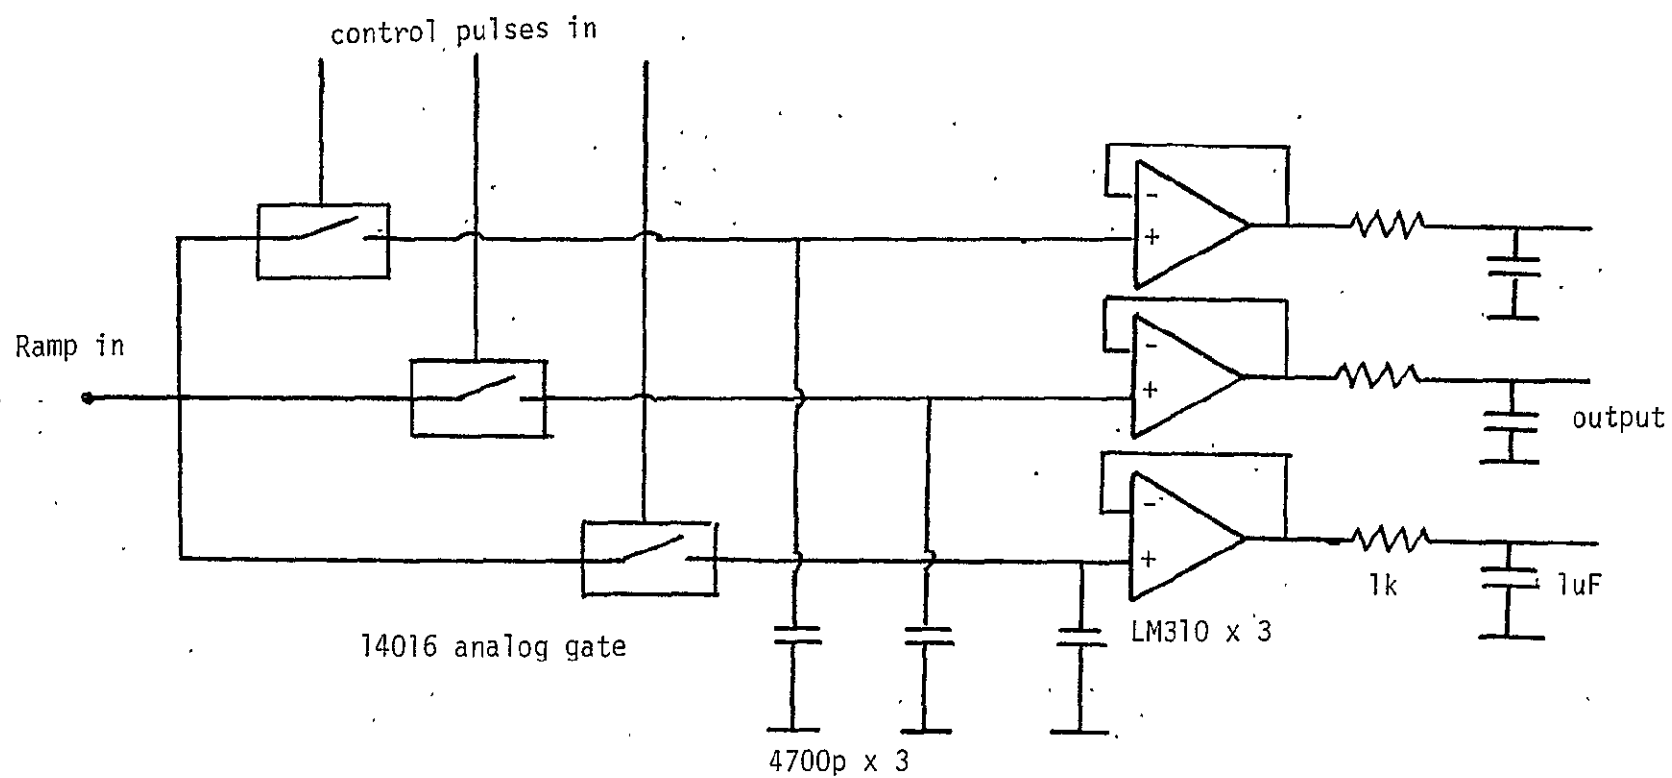 control pulses in
Ramp in
-
+
-
+
output
-
+
1k
1uF
LM310 x 3
14016 analog gate
4700p x 3